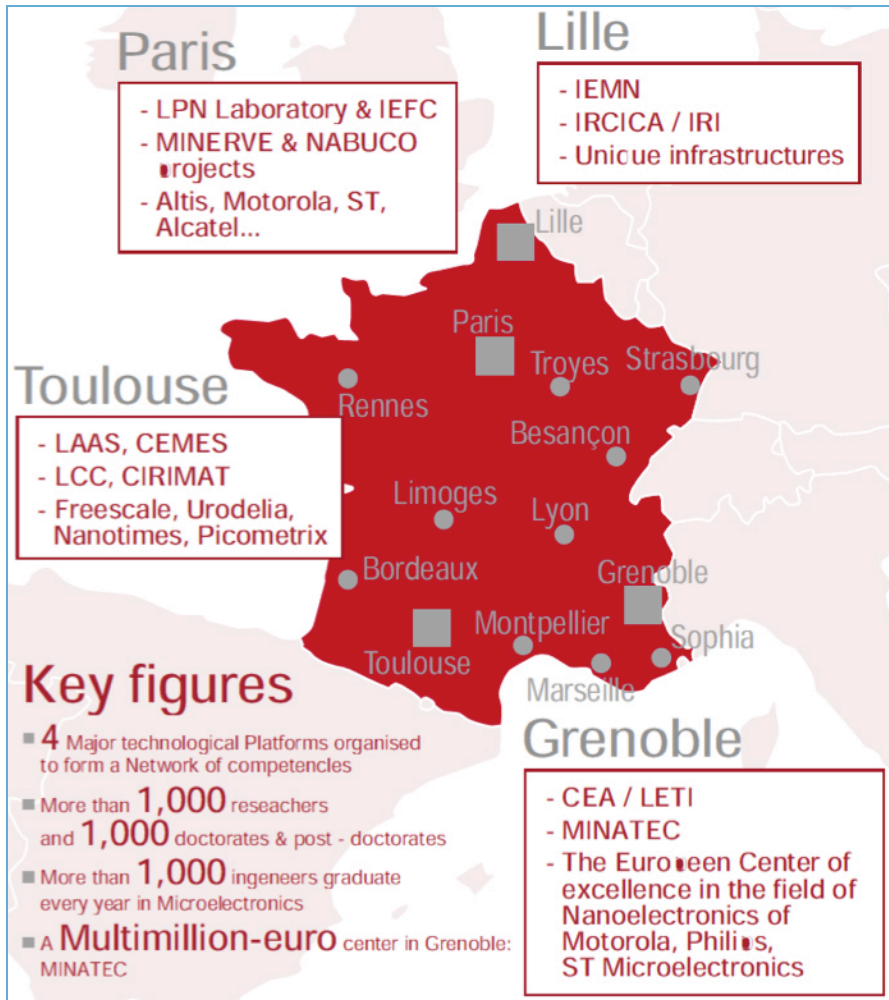 Paris
- LPN Laboratory & IEFC
- MINERVE & NABUCO
projects
- Altis, Motorola, ST,
Alcatel...
Lille
- IEMN
- IRCICA / IRI
- Unique infrastructures
Lille
Paris
Troyes
Strasbourg
Rennes
Besançon
Limoges
Lyon
Bordeaux
Grenoble
Toulouse
Montpellier
Sophia
Marseille
Toulouse
- LAAS, CEMES
- LCC, CIRIMAT
- Freescale, Urodelia,
Nanotimes, Picometrix
Key figures
4 Major technological Platforms organised
to form a Network of competencles
More than 1,000 reseachers
and 1,000 doctorates & post - doctorates
More than 1,000 ingeneers graduate
every year in Microelectronics
A Multimillion-euro center in Grenoble:
MINATEC
Grenoble
- CEA / LETI
- MINATEC
- The Europeen Center of
excellence in the field of
Nanoelectronics of
Motorola, Philips,
ST Microelectronics